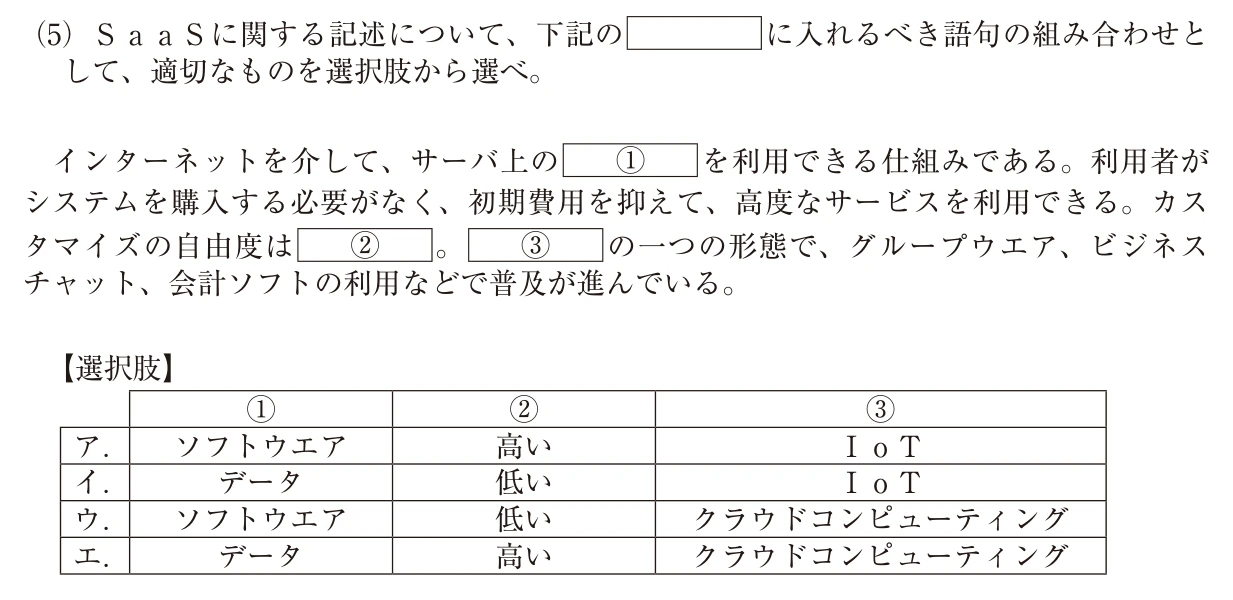 (5) SaaSに関する記述について、下記の　　　　に入れるべき語句の組み合わせと
して、適切なものを選択肢から選べ。
インターネットを介して、サーバ上の ① を利用できる仕組みである。利用者が
システムを購入する必要がなく、初期費用を抑えて、高度なサービスを利用できる。カス
タマイズの自由度は ② 。 ③ の一つの形態で、グループウエア、ビジネス
チャット、会計ソフトの利用などで普及が進んでいる。
【選択肢】
① ② ③
ア. ソフトウエア 高い IoT
イ. データ 低い IoT
ウ. ソフトウエア 低い クラウドコンピューティング
エ. データ 高い クラウドコンピューティング